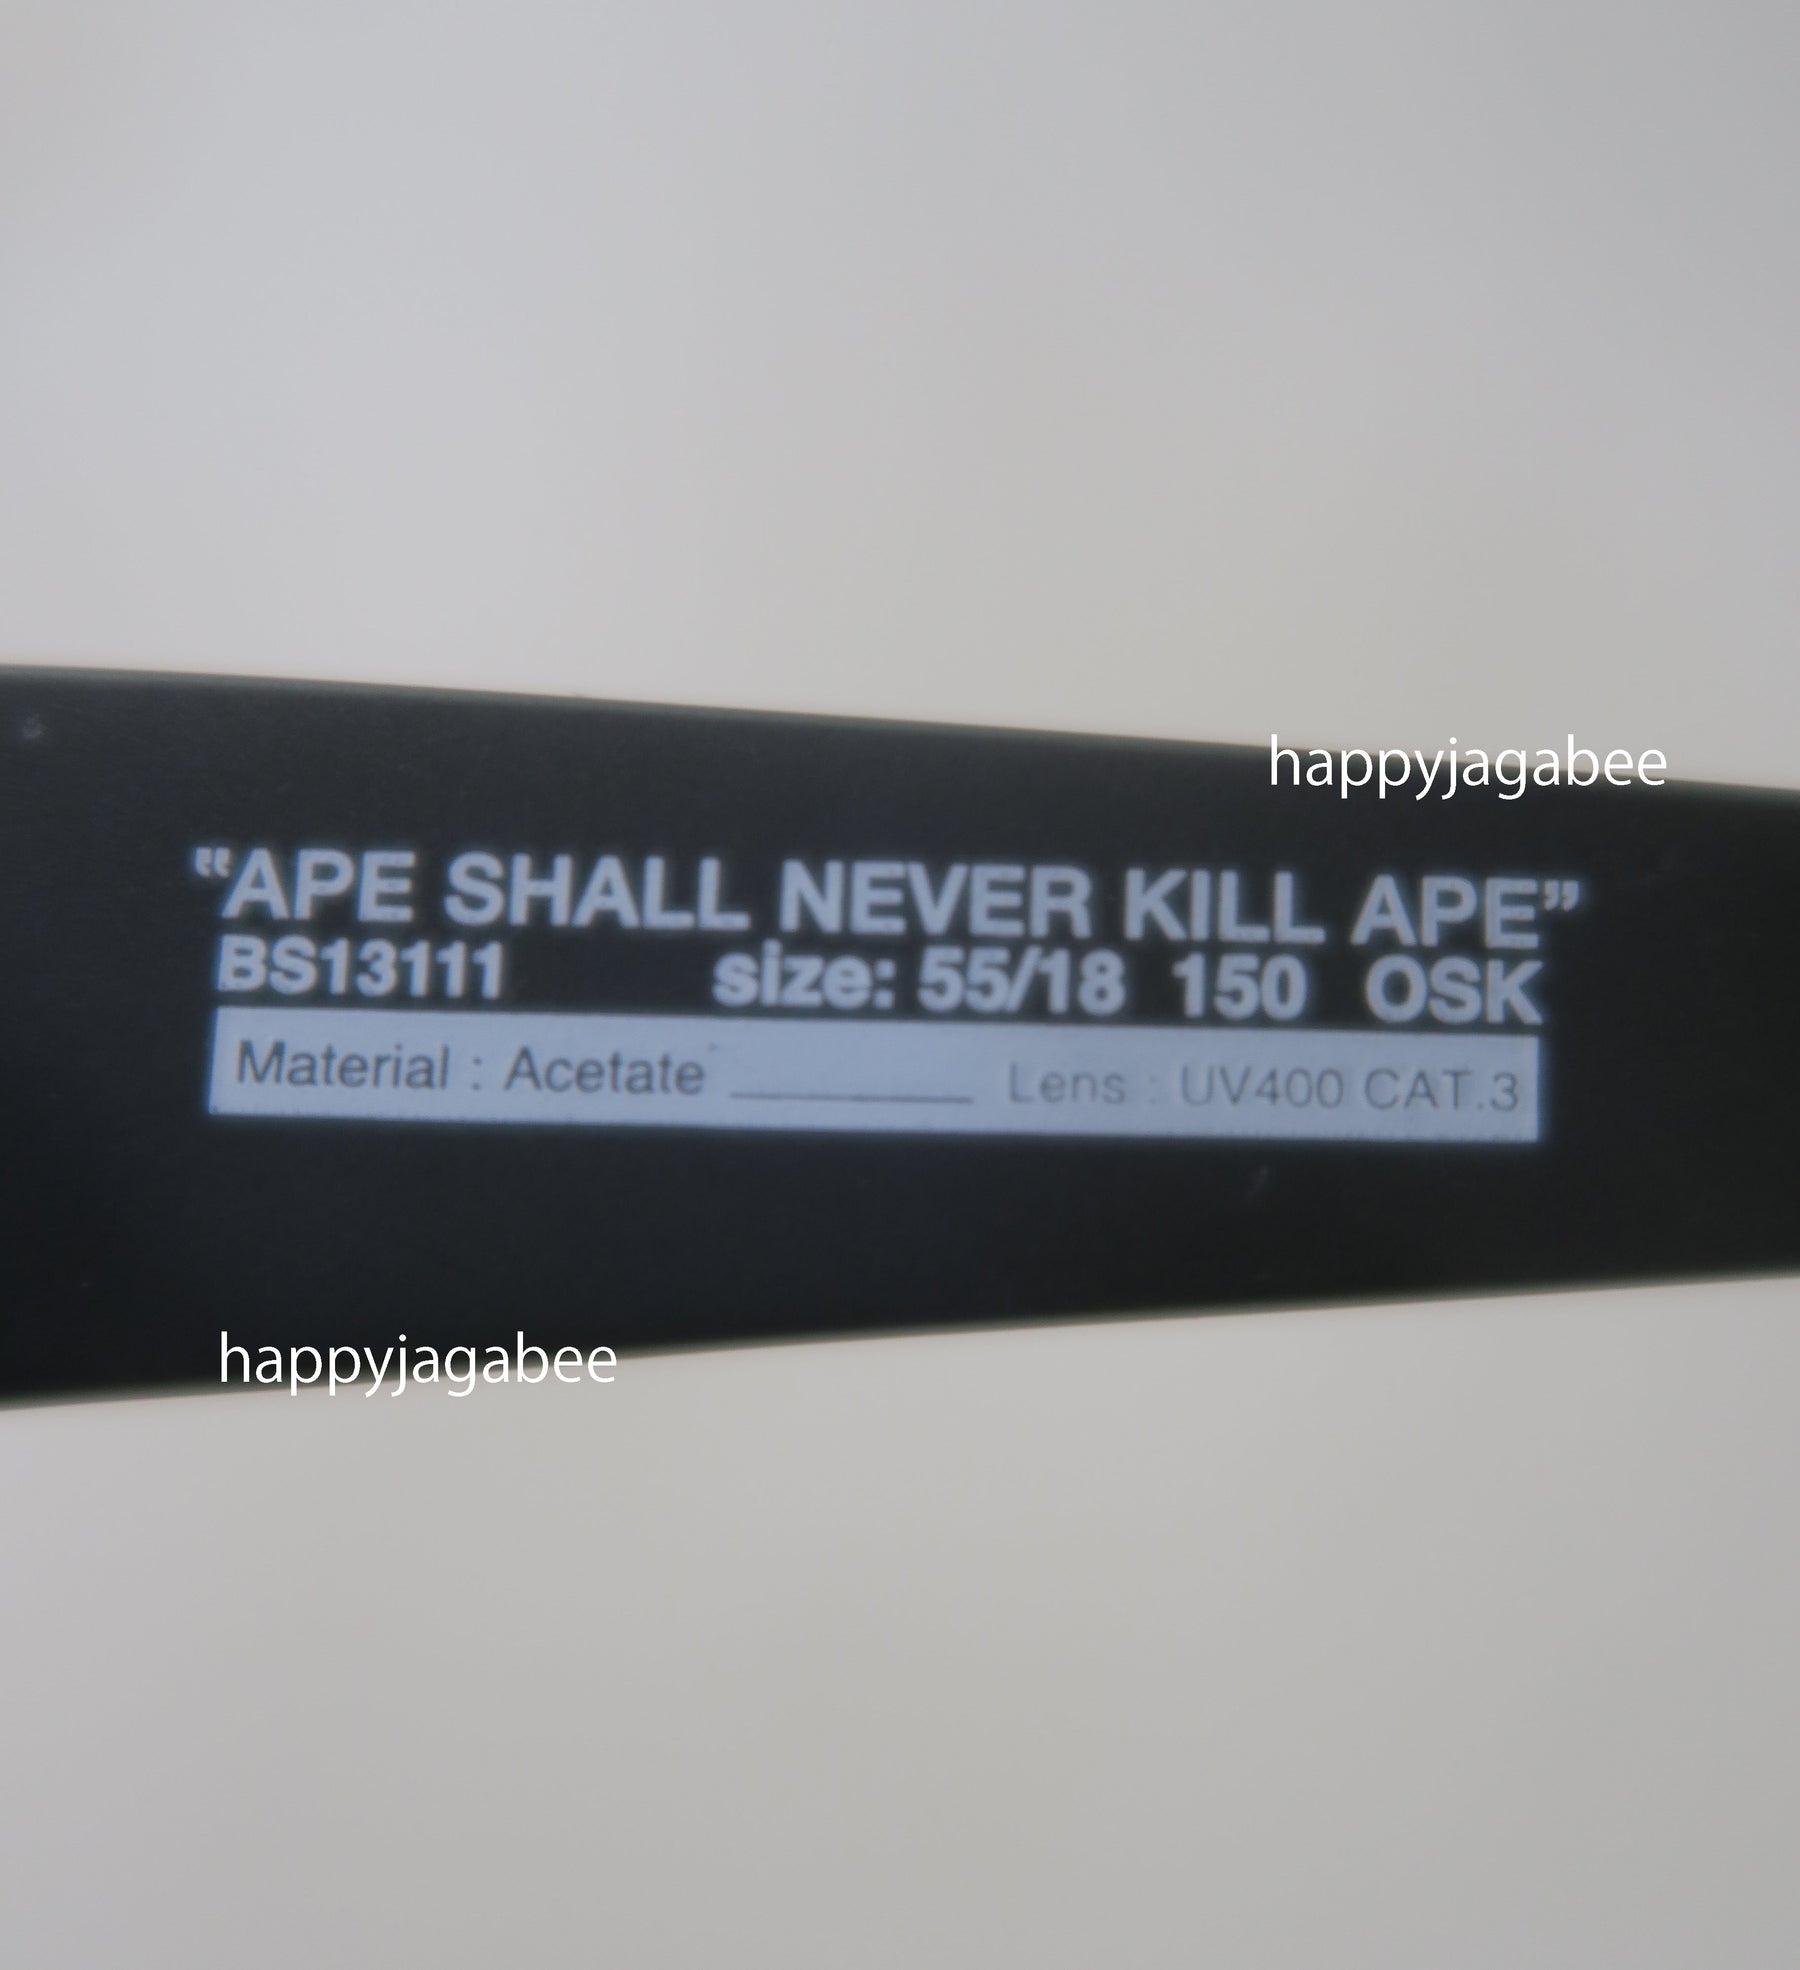 happyjagabee
“APE SHALL NEVER KILL APE”
BS13111 size: 55/18 150 OSK
Material : Acetate ________ Lens : UV400 CAT.3
happyjagabee